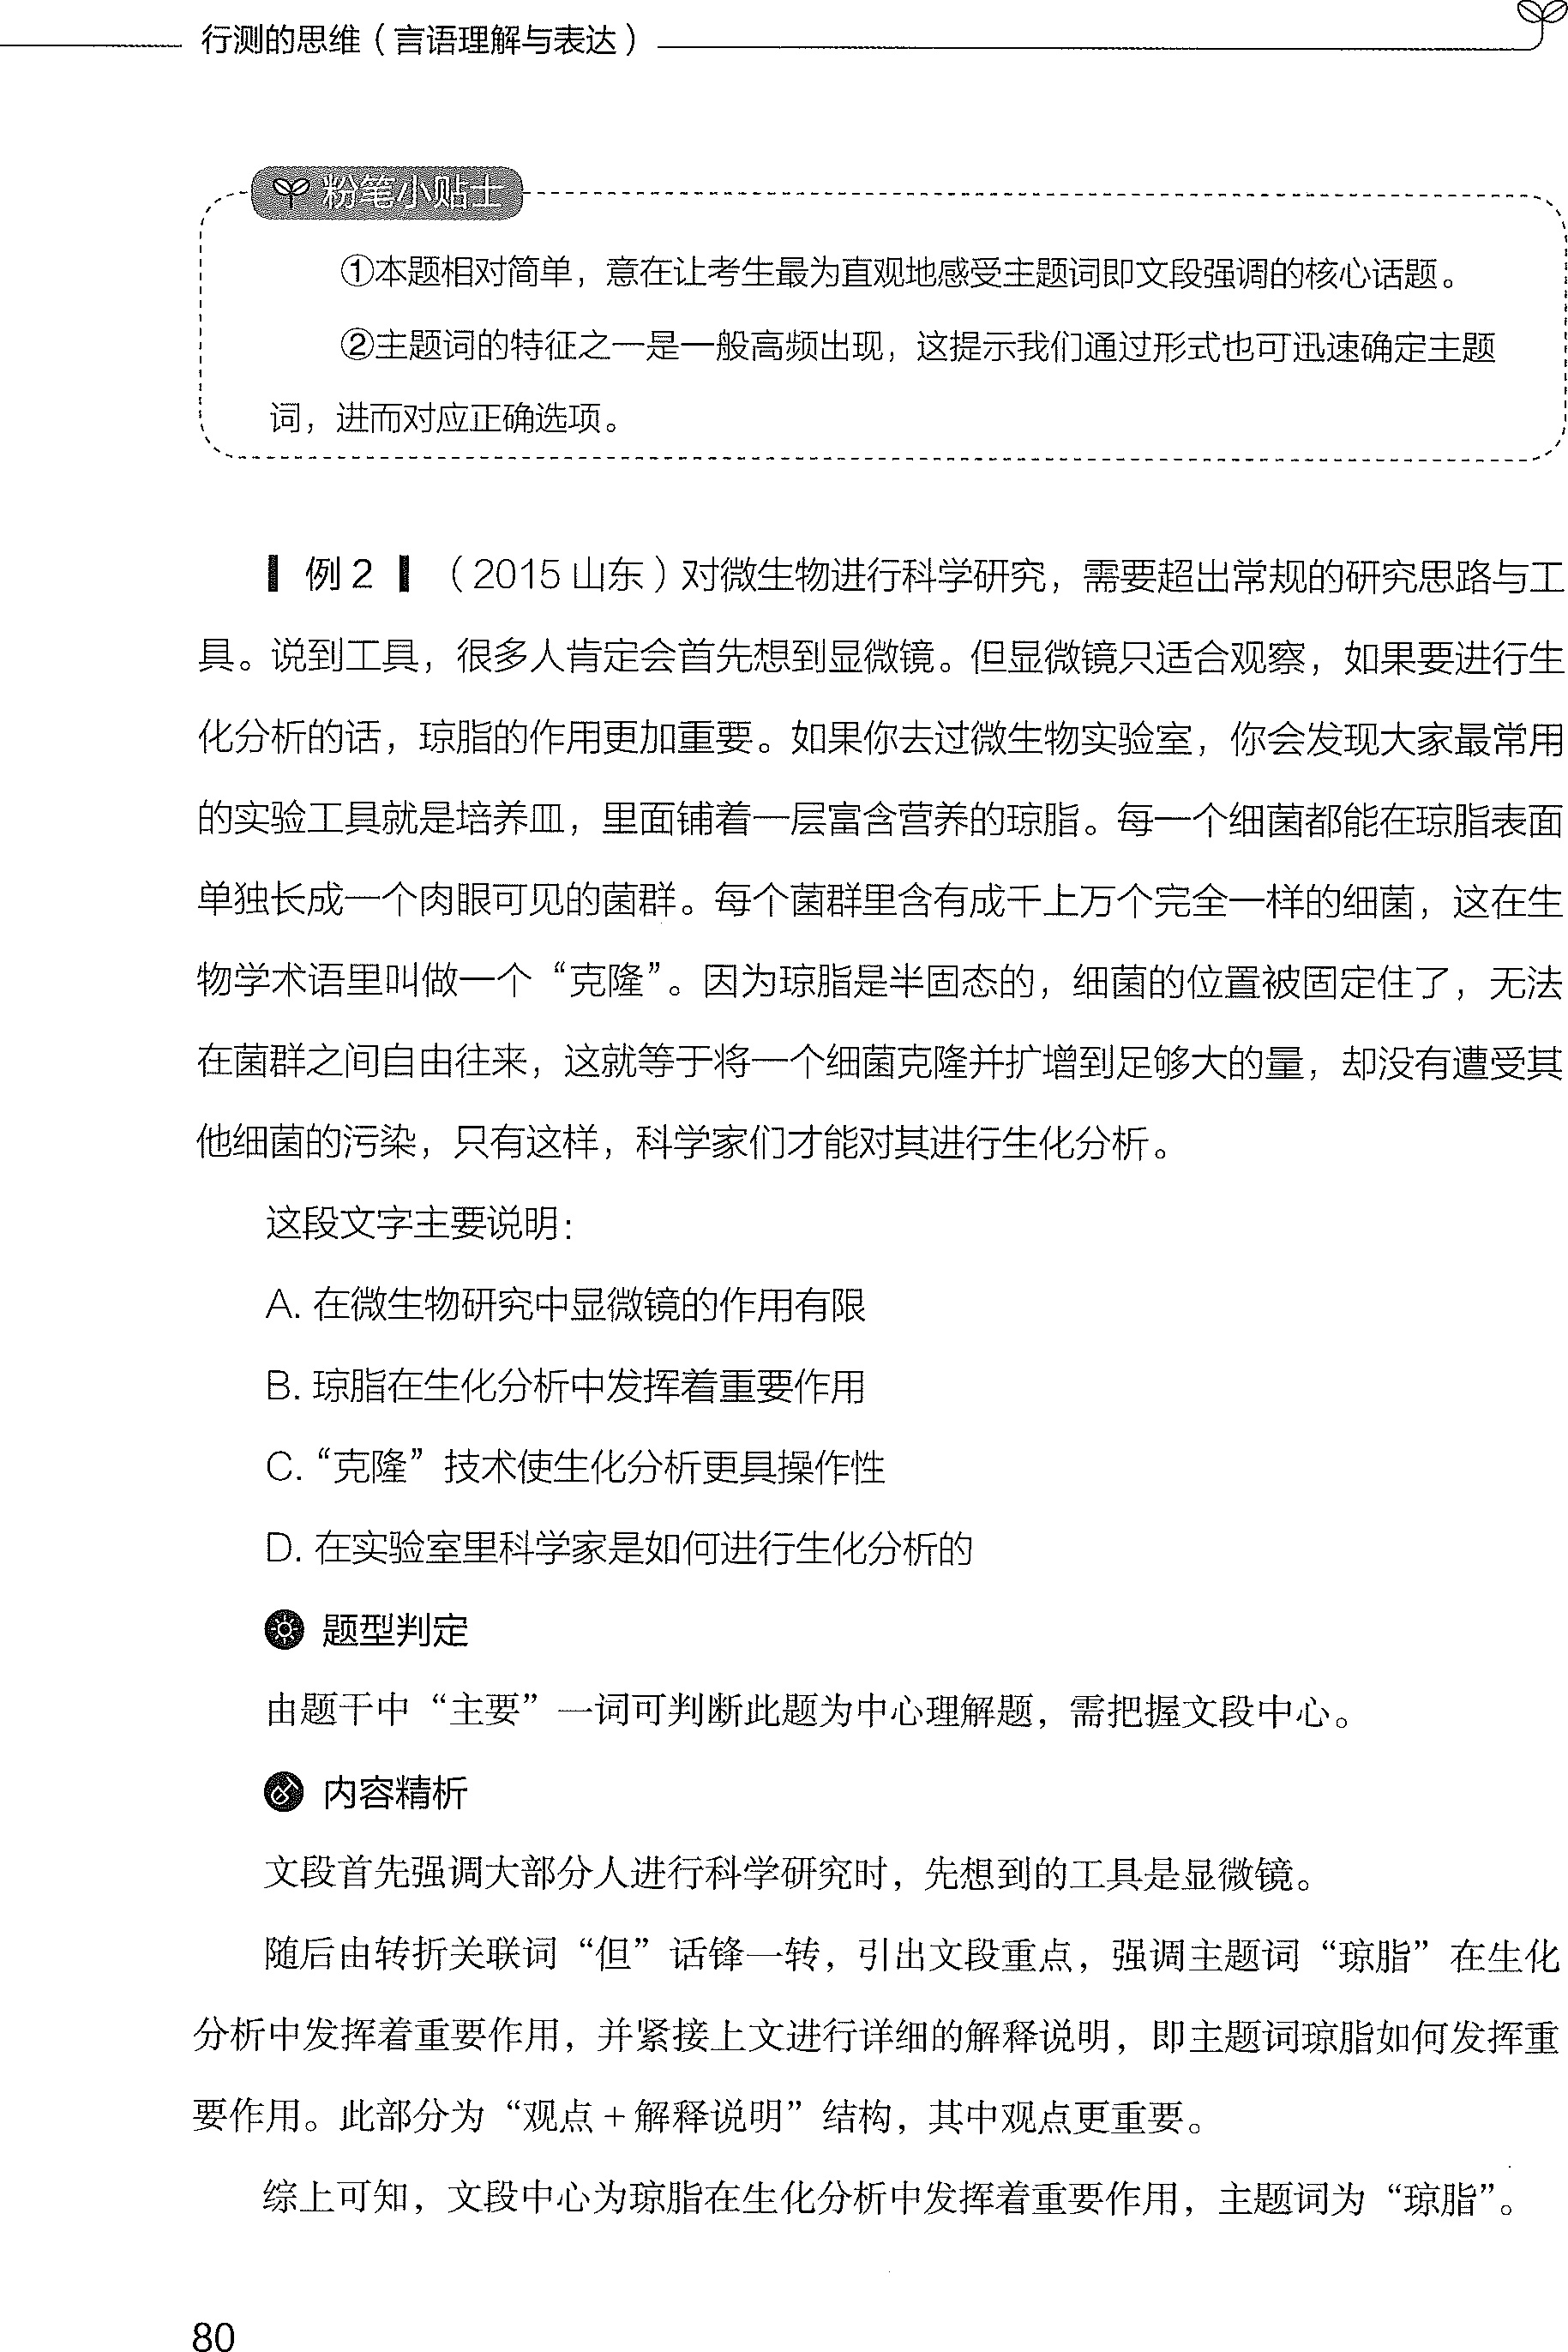 行测的思维（言语理解与表达）
粉笔小贴士
①本题相对简单，意在让考生最为直观地感受主题词即文段强调的核心话题。
②主题词的特征之一是一般高频出现，这提示我们通过形式也可迅速确定主题
词，进而对应正确选项。
例2 （2015山东）对微生物进行科学研究，需要超出常规的研究思路与工
具。说到工具，很多人肯定会首先想到显微镜。但显微镜只适合观察，如果要进行生
化分析的话，琼脂的作用更加重要。如果你去过微生物实验室，你会发现大家最常用
的实验工具就是培养皿，里面铺着一层富含营养的琼脂。每一个细菌都能在琼脂表面
单独长成一个肉眼可见的菌群。每个菌群里含有成千上万个完全一样的细菌，这在生
物学术语里叫做一个“克隆”。因为琼脂是半固态的，细菌的位置被固定住了，无法
在菌群之间自由往来，这就等于将一个细菌克隆并扩增到足够大的量，却没有遭受其
他细菌的污染，只有这样，科学家们才能对其进行生化分析。
这段文字主要说明：
A. 在微生物研究中显微镜的作用有限
B. 琼脂在生化分析中发挥着重要作用
C. “克隆”技术使生化分析更具操作性
D. 在实验室里科学家是如何进行生化分析的
题型判定
由题干中“主要”一词可判断此题为中心理解题，需把握文段中心。
内容精析
文段首先强调大部分人进行科学研究时，先想到的工具是显微镜。
随后由转折关联词“但”话锋一转，引出文段重点，强调主题词“琼脂”在生化
分析中发挥着重要作用，并紧接上文进行详细的解释说明，即主题词琼脂如何发挥重
要作用。此部分为“观点+解释说明”结构，其中观点更重要。
综上可知，文段中心为琼脂在生化分析中发挥着重要作用，主题词为“琼脂”。
80